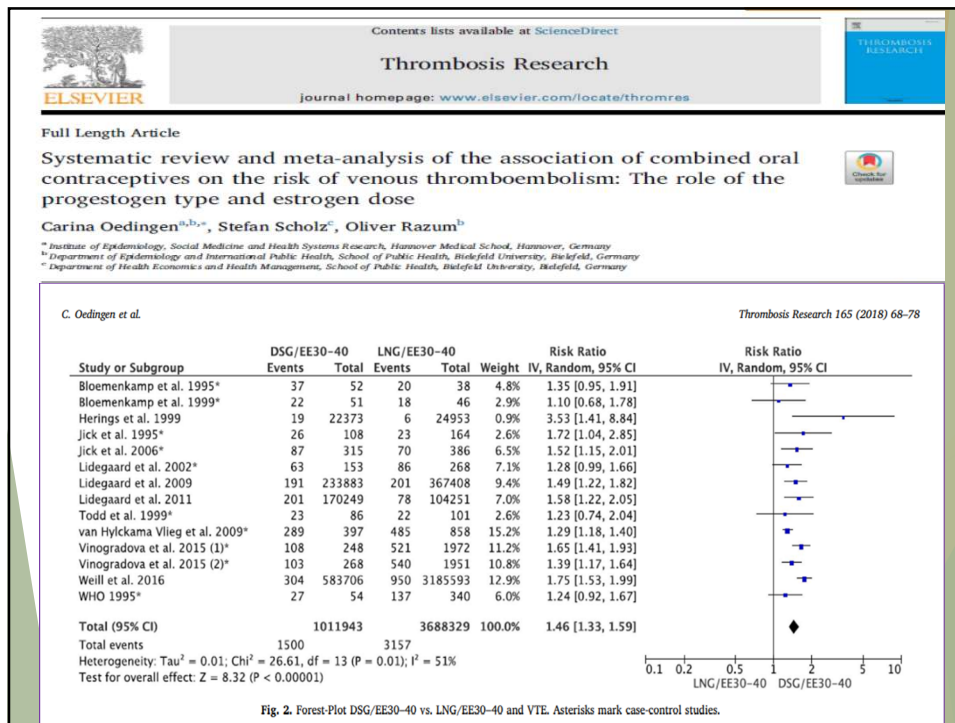 Contents lists available at ScienceDirect
Thrombosis Research
journal homepage: www.elsevier.com/locate/thromres
ELSEVIER
THROMBOSIS
RESEARCH
Full Length Article
Systematic review and meta-analysis of the association of combined oral
contraceptives on the risk of venous thromboembolism: The role of the
progestogen type and estrogen dose
Check for
updates
Carina Oedingenᵃ,ᵇ,*, Stefan Scholzᶜ, Oliver Razumᵇ
ᵃ Institute of Epidemiology, Social Medicine and Health Systems Research, Hannover Medical School, Hannover, Germany
ᵇ Department of Epidemiology and International Public Health, School of Public Health, Bielefeld University, Bielefeld, Germany
ᶜ Department of Health Economics and Health Management, School of Public Health, Bielefeld University, Bielefeld, Germany
C. Oedingen et al. Thrombosis Research 165 (2018) 68–78
DSG/EE30-40 LNG/EE30-40 Risk Ratio Risk Ratio
Study or Subgroup Events Total Events Total Weight IV, Random, 95% CI IV, Random, 95% CI
Bloemenkamp et al. 1995* 37 52 20 38 4.8% 1.35 [0.95, 1.91]
Bloemenkamp et al. 1999* 22 51 18 46 2.9% 1.10 [0.68, 1.78]
Herings et al. 1999 19 22373 6 24953 0.9% 3.53 [1.41, 8.84]
Jick et al. 1995* 26 108 23 164 2.6% 1.72 [1.04, 2.85]
Jick et al. 2006* 87 315 70 386 6.5% 1.52 [1.15, 2.01]
Lidegaard et al. 2002* 63 153 86 268 7.1% 1.28 [0.99, 1.66]
Lidegaard et al. 2009 191 233883 201 367408 9.4% 1.49 [1.22, 1.82]
Lidegaard et al. 2011 201 170249 78 104251 7.0% 1.58 [1.22, 2.05]
Todd et al. 1999* 23 86 22 101 2.6% 1.23 [0.74, 2.04]
van Hylckama Vlieg et al. 2009* 289 397 485 858 15.2% 1.29 [1.18, 1.40]
Vinogradova et al. 2015 (1)* 108 248 521 1972 11.2% 1.65 [1.41, 1.93]
Vinogradova et al. 2015 (2)* 103 268 540 1951 10.8% 1.39 [1.17, 1.64]
Weill et al. 2016 304 583706 950 3185593 12.9% 1.75 [1.53, 1.99]
WHO 1995* 27 54 137 340 6.0% 1.24 [0.92, 1.67]
Total (95% CI) 1011943 3688329 100.0% 1.46 [1.33, 1.59]
Total events 1500 3157
Heterogeneity: Tau² = 0.01; Chi² = 26.61, df = 13 (P = 0.01); I² = 51%
Test for overall effect: Z = 8.32 (P < 0.00001)
0.1 0.2 0.5 1 2 5 10
LNG/EE30-40 DSG/EE30-40
Fig. 2. Forest-Plot DSG/EE30–40 vs. LNG/EE30–40 and VTE. Asterisks mark case-control studies.